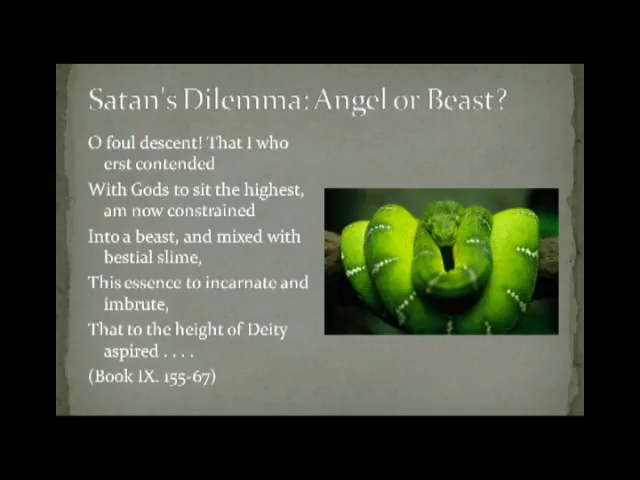 Satan's Dilemma: Angel or Beast?
O foul descent! That I who
erst contended
With Gods to sit the highest,
am now constrained
Into a beast, and mixed with
bestial slime,
This essence to incarnate and
imbrute,
That to the height of Deity
aspired . . . .
(Book IX. 155-67)